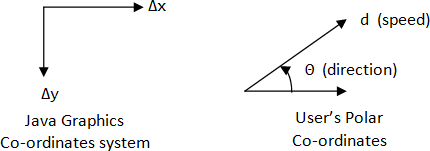 Δx
Δy
Java Graphics
Co-ordinates system
d (speed)
Θ (direction)
User's Polar
Co-ordinates